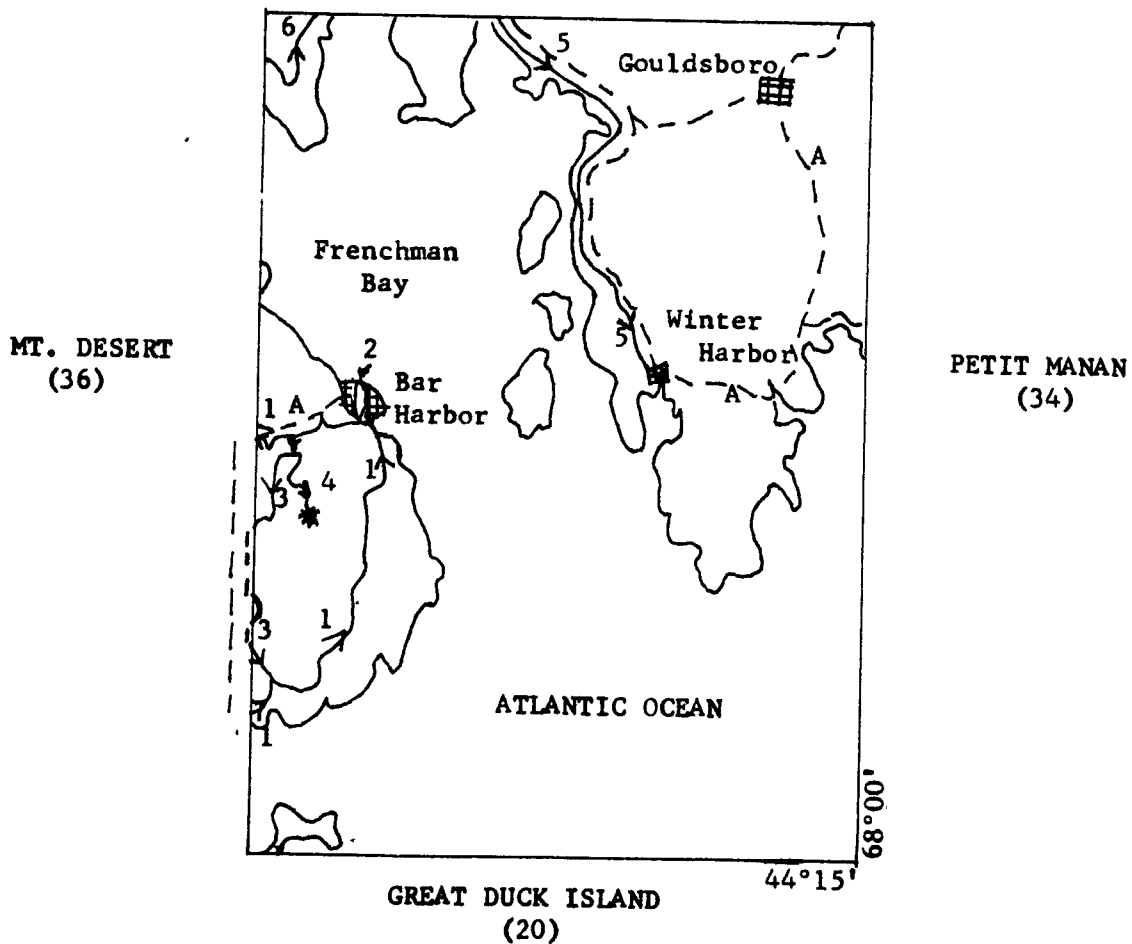 6
5
Gouldsboro
A
Frenchman
Bay
MT. DESERT
(36)
2
Winter
Harbor
5
PETIT MANAN
(34)
Bar
Harbor
1
A
A
1
3
4
3
1
ATLANTIC OCEAN
1
68°00'
44°15'
GREAT DUCK ISLAND
(20)